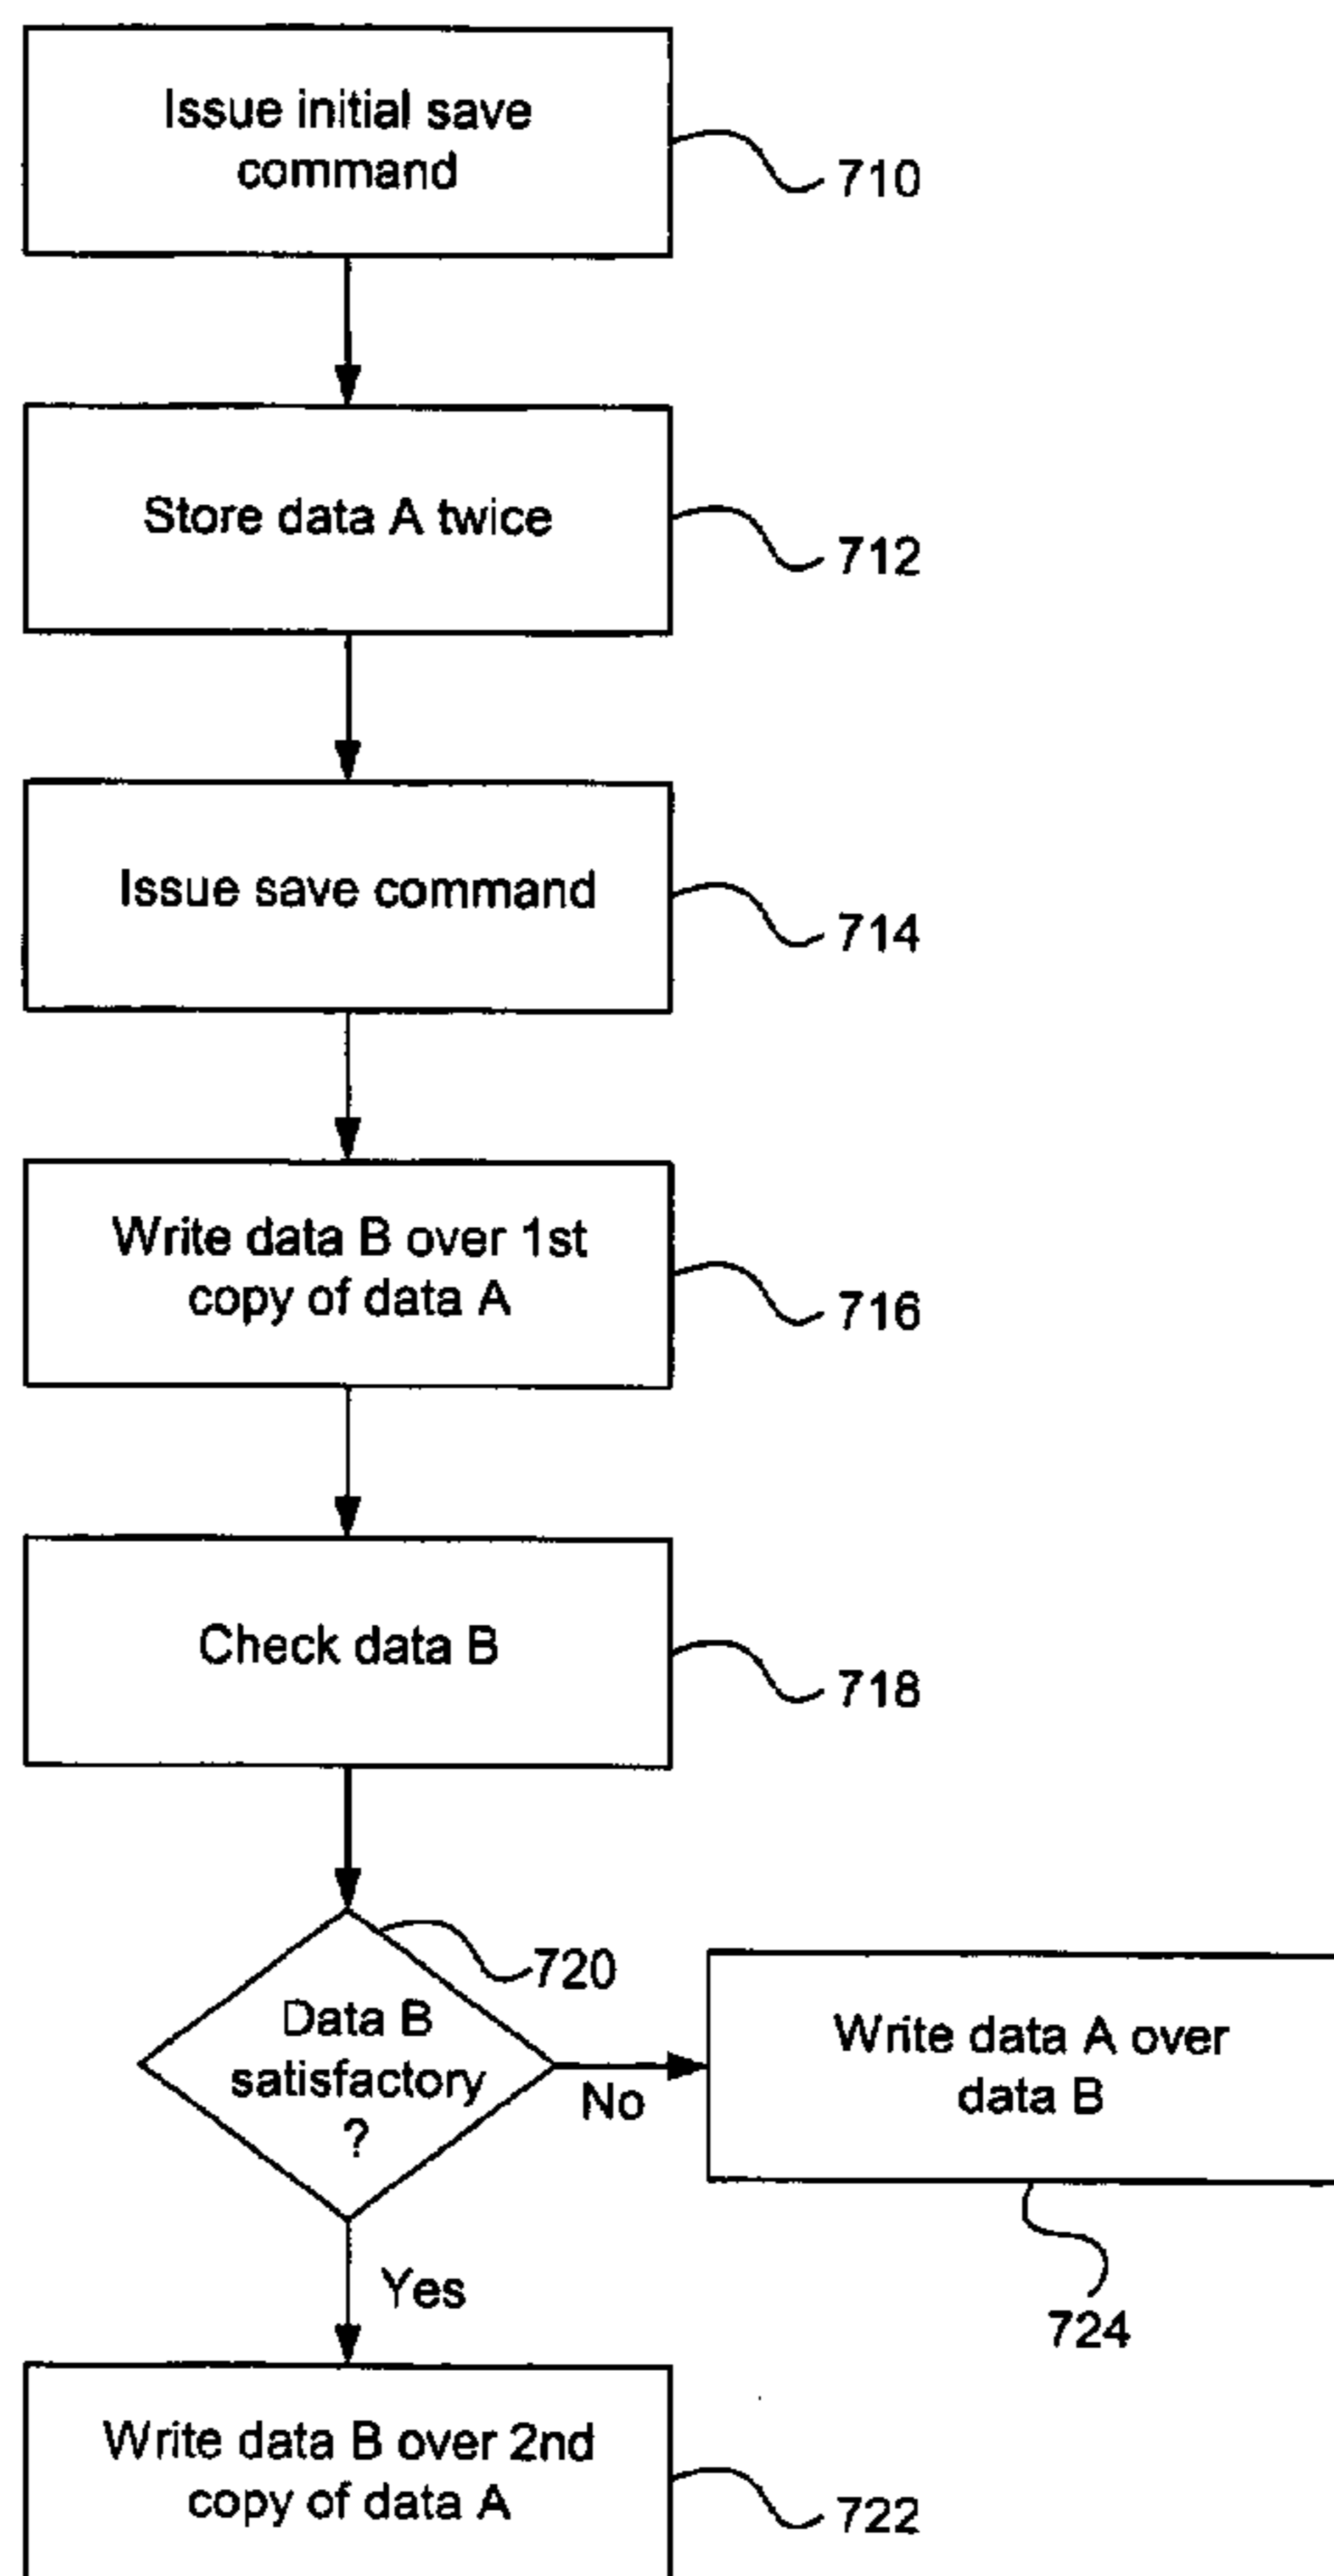 Issue initial save
command
710
Store data A twice
712
Issue save command
714
Write data B over 1st
copy of data A
716
Check data B
718
720
Data B
satisfactory
?
No
Write data A over
data B
724
Yes
Write data B over 2nd
copy of data A
722